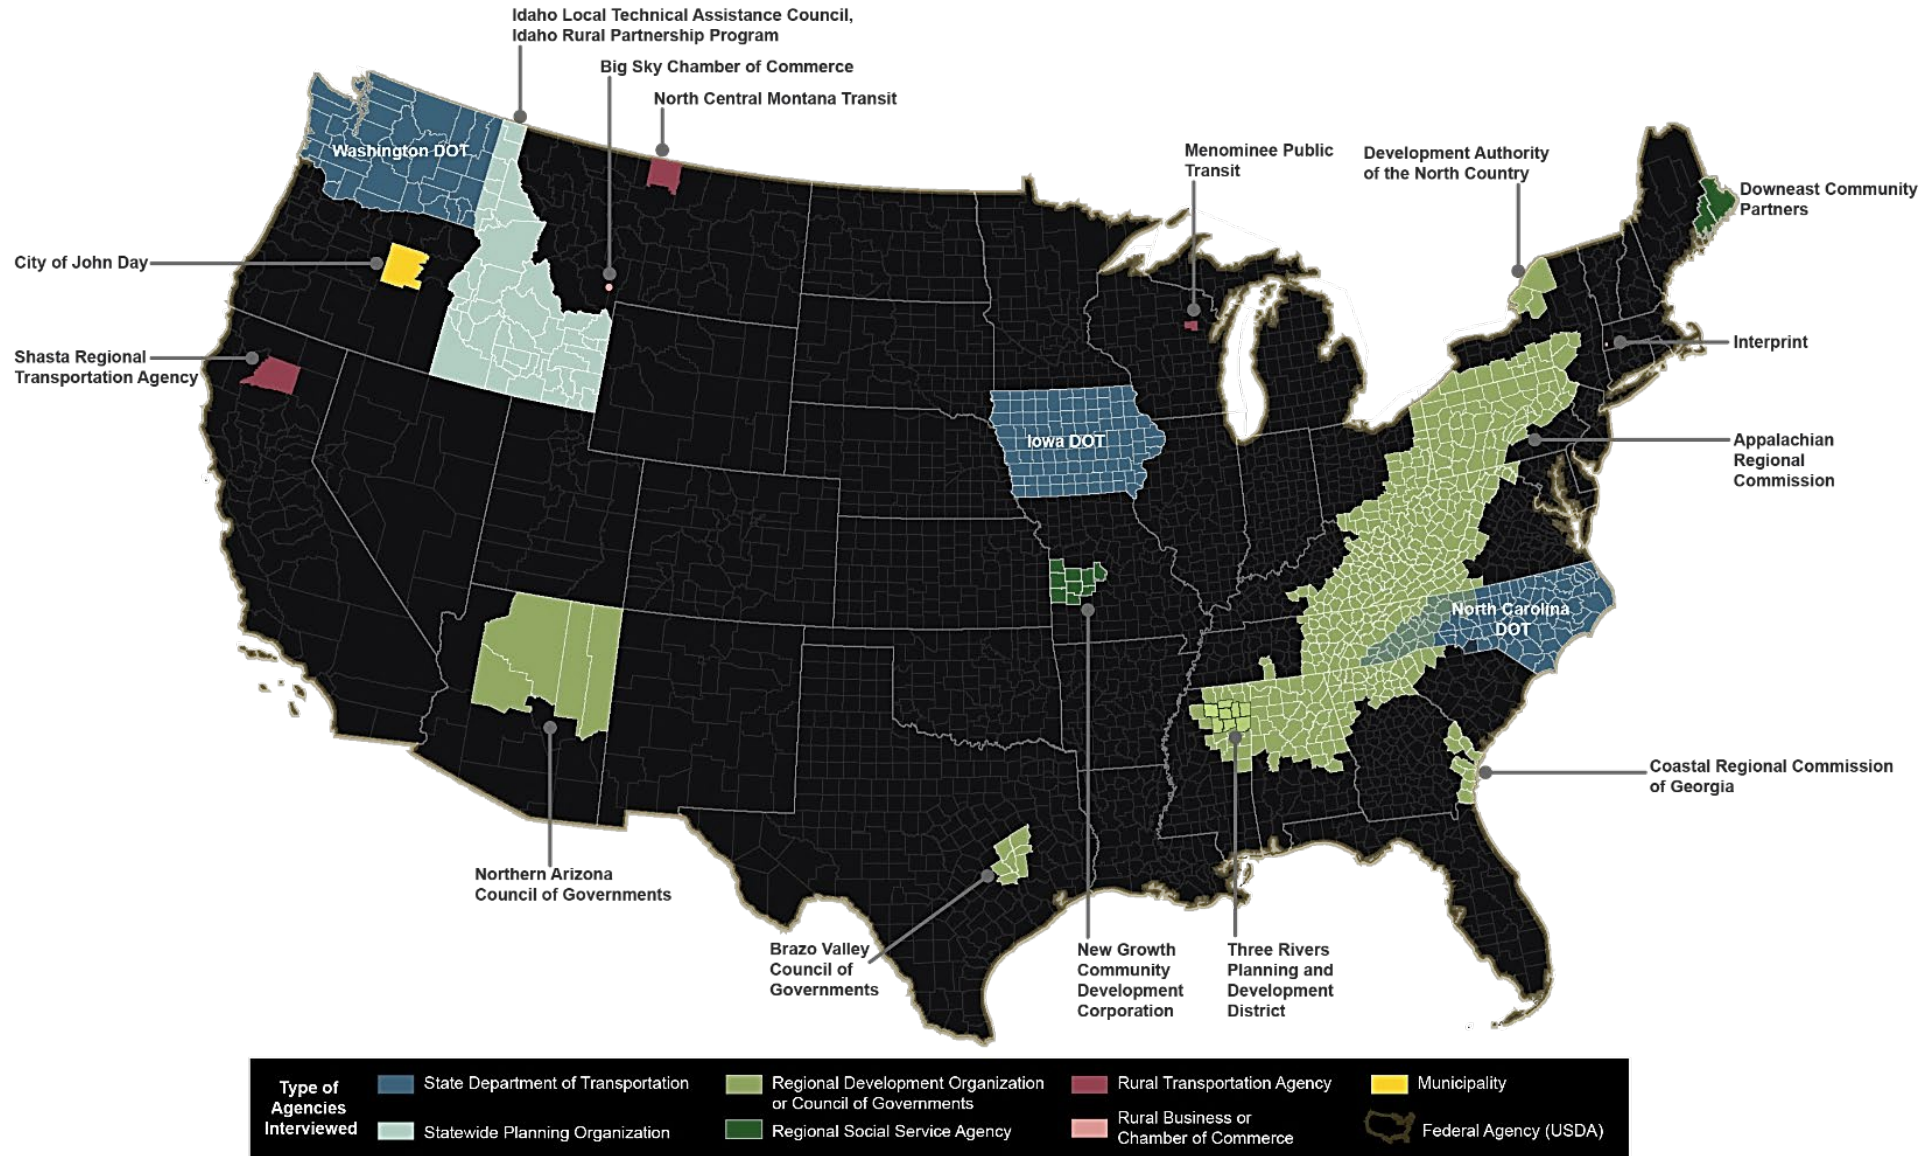 Idaho Local Technical Assistance Council,
Idaho Rural Partnership Program
Big Sky Chamber of Commerce
North Central Montana Transit
Washington DOT
Menominee Public
Transit
Development Authority
of the North Country
Downeast Community
Partners
City of John Day
Shasta Regional
Transportation Agency
Interprint
Iowa DOT
Appalachian
Regional
Commission
North Carolina
DOT
Coastal Regional Commission
of Georgia
Northern Arizona
Council of Governments
Brazo Valley
Council of
Governments
New Growth
Community
Development
Corporation
Three Rivers
Planning and
Development
District
Type of
Agencies
Interviewed
State Department of Transportation
Statewide Planning Organization
Regional Development Organization
or Council of Governments
Regional Social Service Agency
Rural Transportation Agency
Rural Business or
Chamber of Commerce
Municipality
Federal Agency (USDA)